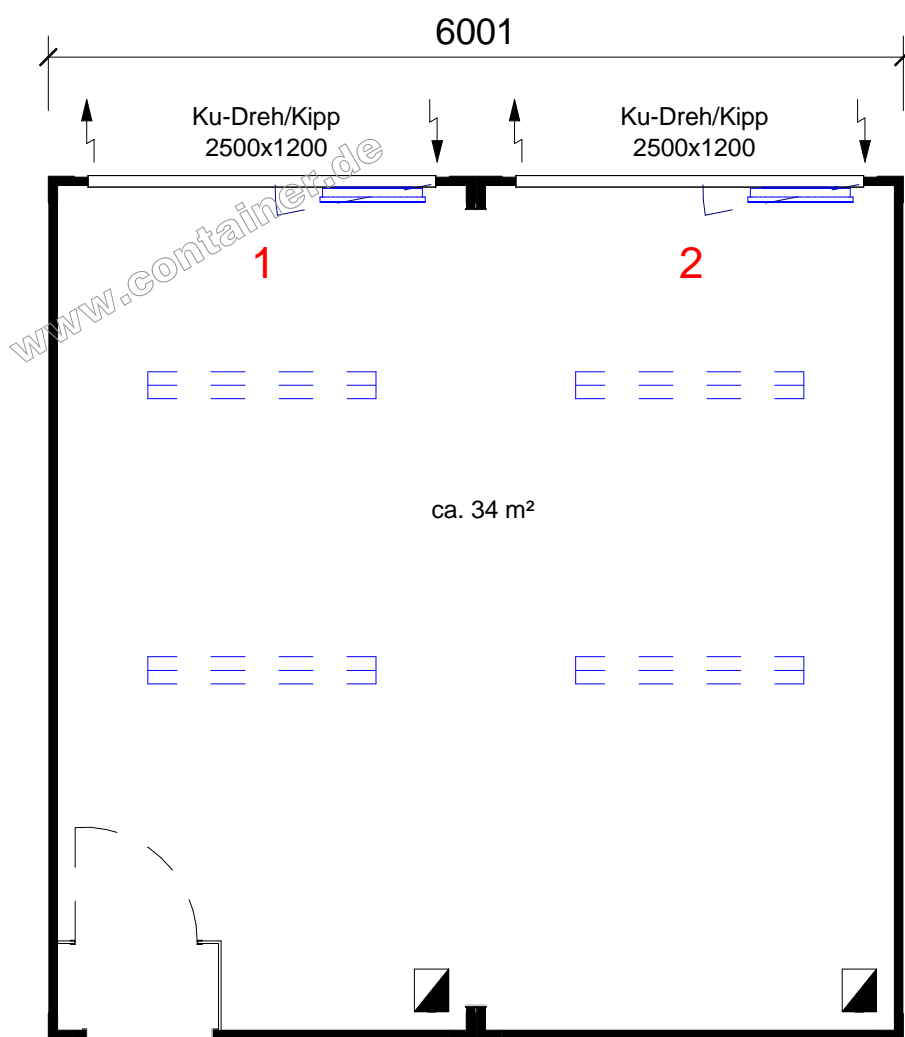 6001
Ku-Dreh/Kipp
2500x1200
Ku-Dreh/Kipp
2500x1200
www.container.de
1
2
ca. 34 m²